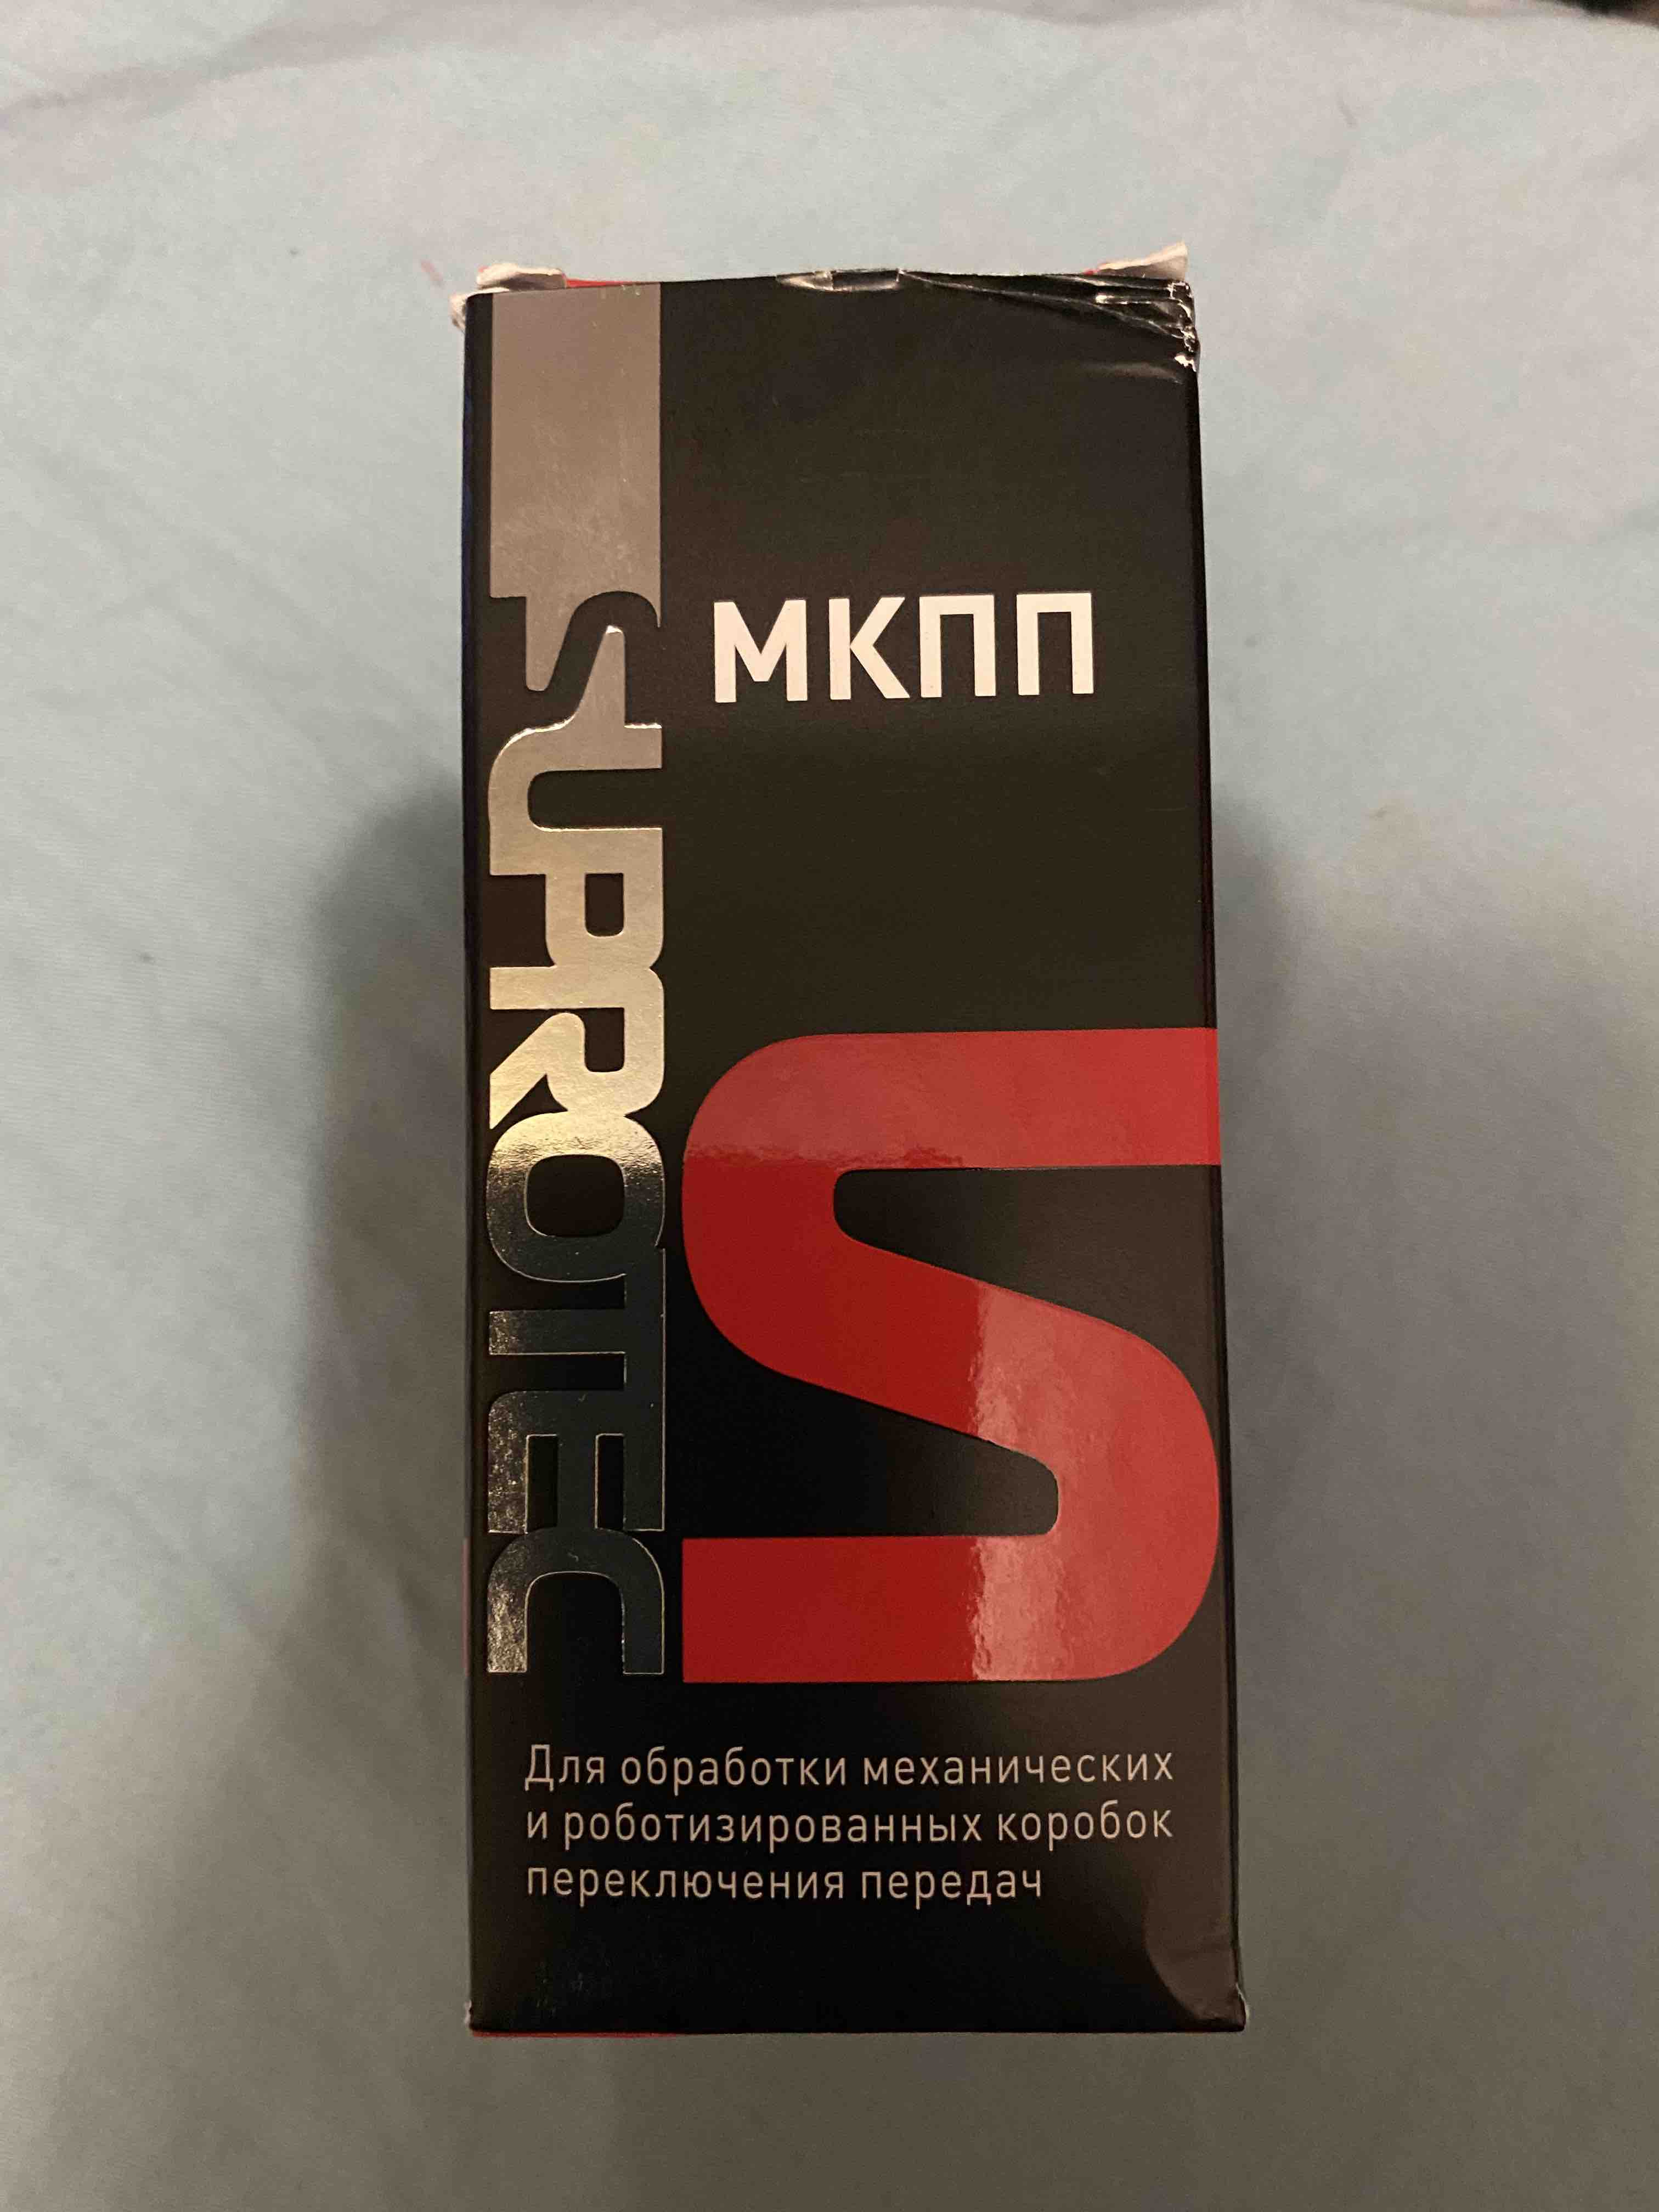 МКПП
SUPROTEC
S
Для обработки механических
и роботизированных коробок
переключения передач